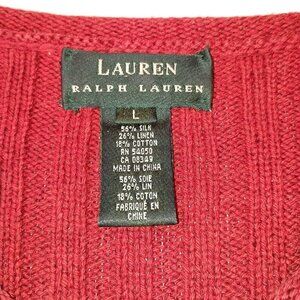 LAUREN
RALPH LAUREN
L
56% SILK
26% LINEN
18% COTTON
RN 54050
CA 08349
MADE IN CHINA
56% SOIE
26% LIN
18% COTON
FABRIQUÉ EN
CHINE